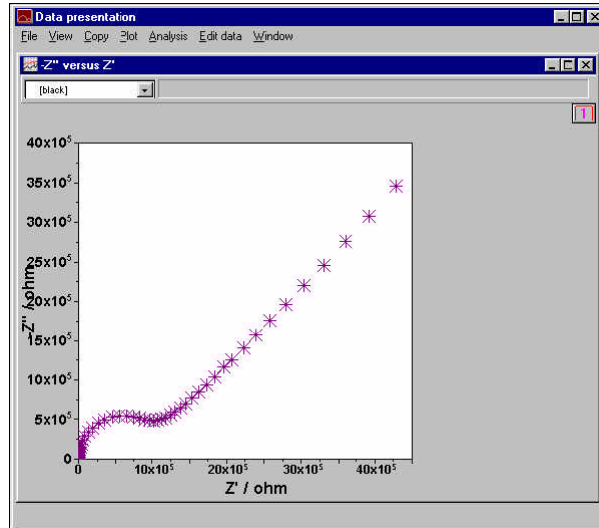 Data presentation
File View Copy Plot Analysis Edit data Window
-Z'' versus Z'
[black]
1
40x10⁵
35x10⁵
30x10⁵
25x10⁵
20x10⁵
15x10⁵
10x10⁵
5x10⁵
0
-Z'' / ohm
0 10x10⁵ 20x10⁵ 30x10⁵ 40x10⁵
Z' / ohm